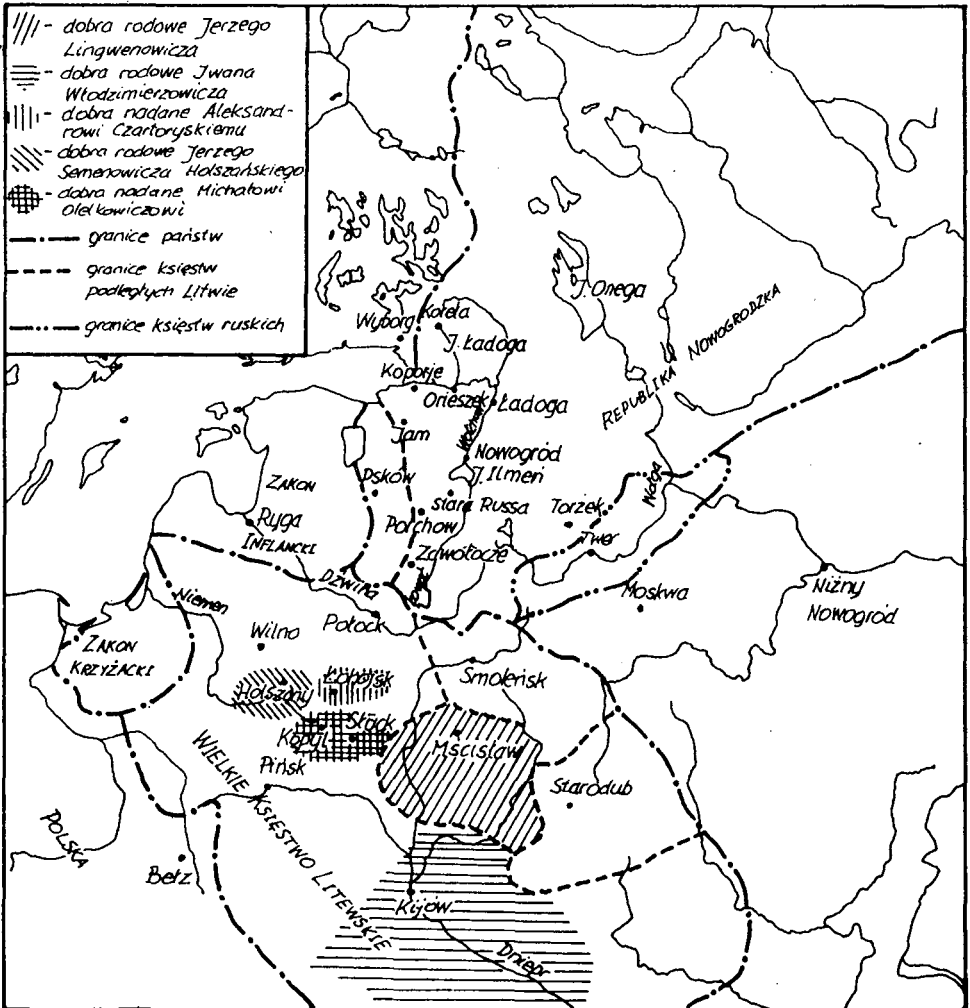 - dobra rodowe Jerzego
Lingwenowicza
- dobra rodowe Jwana
Włodzimierzowicza
- dobra nadane Aleksand-
rowi Czartoryskiemu
- dobra rodowe Jerzego
Semenowicza Holszańskiego
- dobra nadane Michałowi
Olelkowiczowi
granice państw
granice księstw
podległych Litwie
granice księstw ruskich
J. Onega
Wyborg
Koreła
J. Ładoga
Koporje
Orieszek
Ładoga
REPUBLIKA NOWOGRODZKA
Jam
Nowogród
J. Ilmeń
ZAKON
INFLANCKI
Psków
Wołga
Stara Russa
Torżek
Ryga
Porchow
Twer
Zawołocze
Dźwina
Moskwa
Niżny
Nowogród
Niemen
Połock
Wilno
ZAKON
KRZYŻACKI
Smoleńsk
Holszany
Łohojsk
Słuck
Kopyl
Mścisław
Pińsk
WIELKIE KSIĘSTWO LITEWSKIE
Starodub
POLSKA
Bełz
Kijów
Dniepr